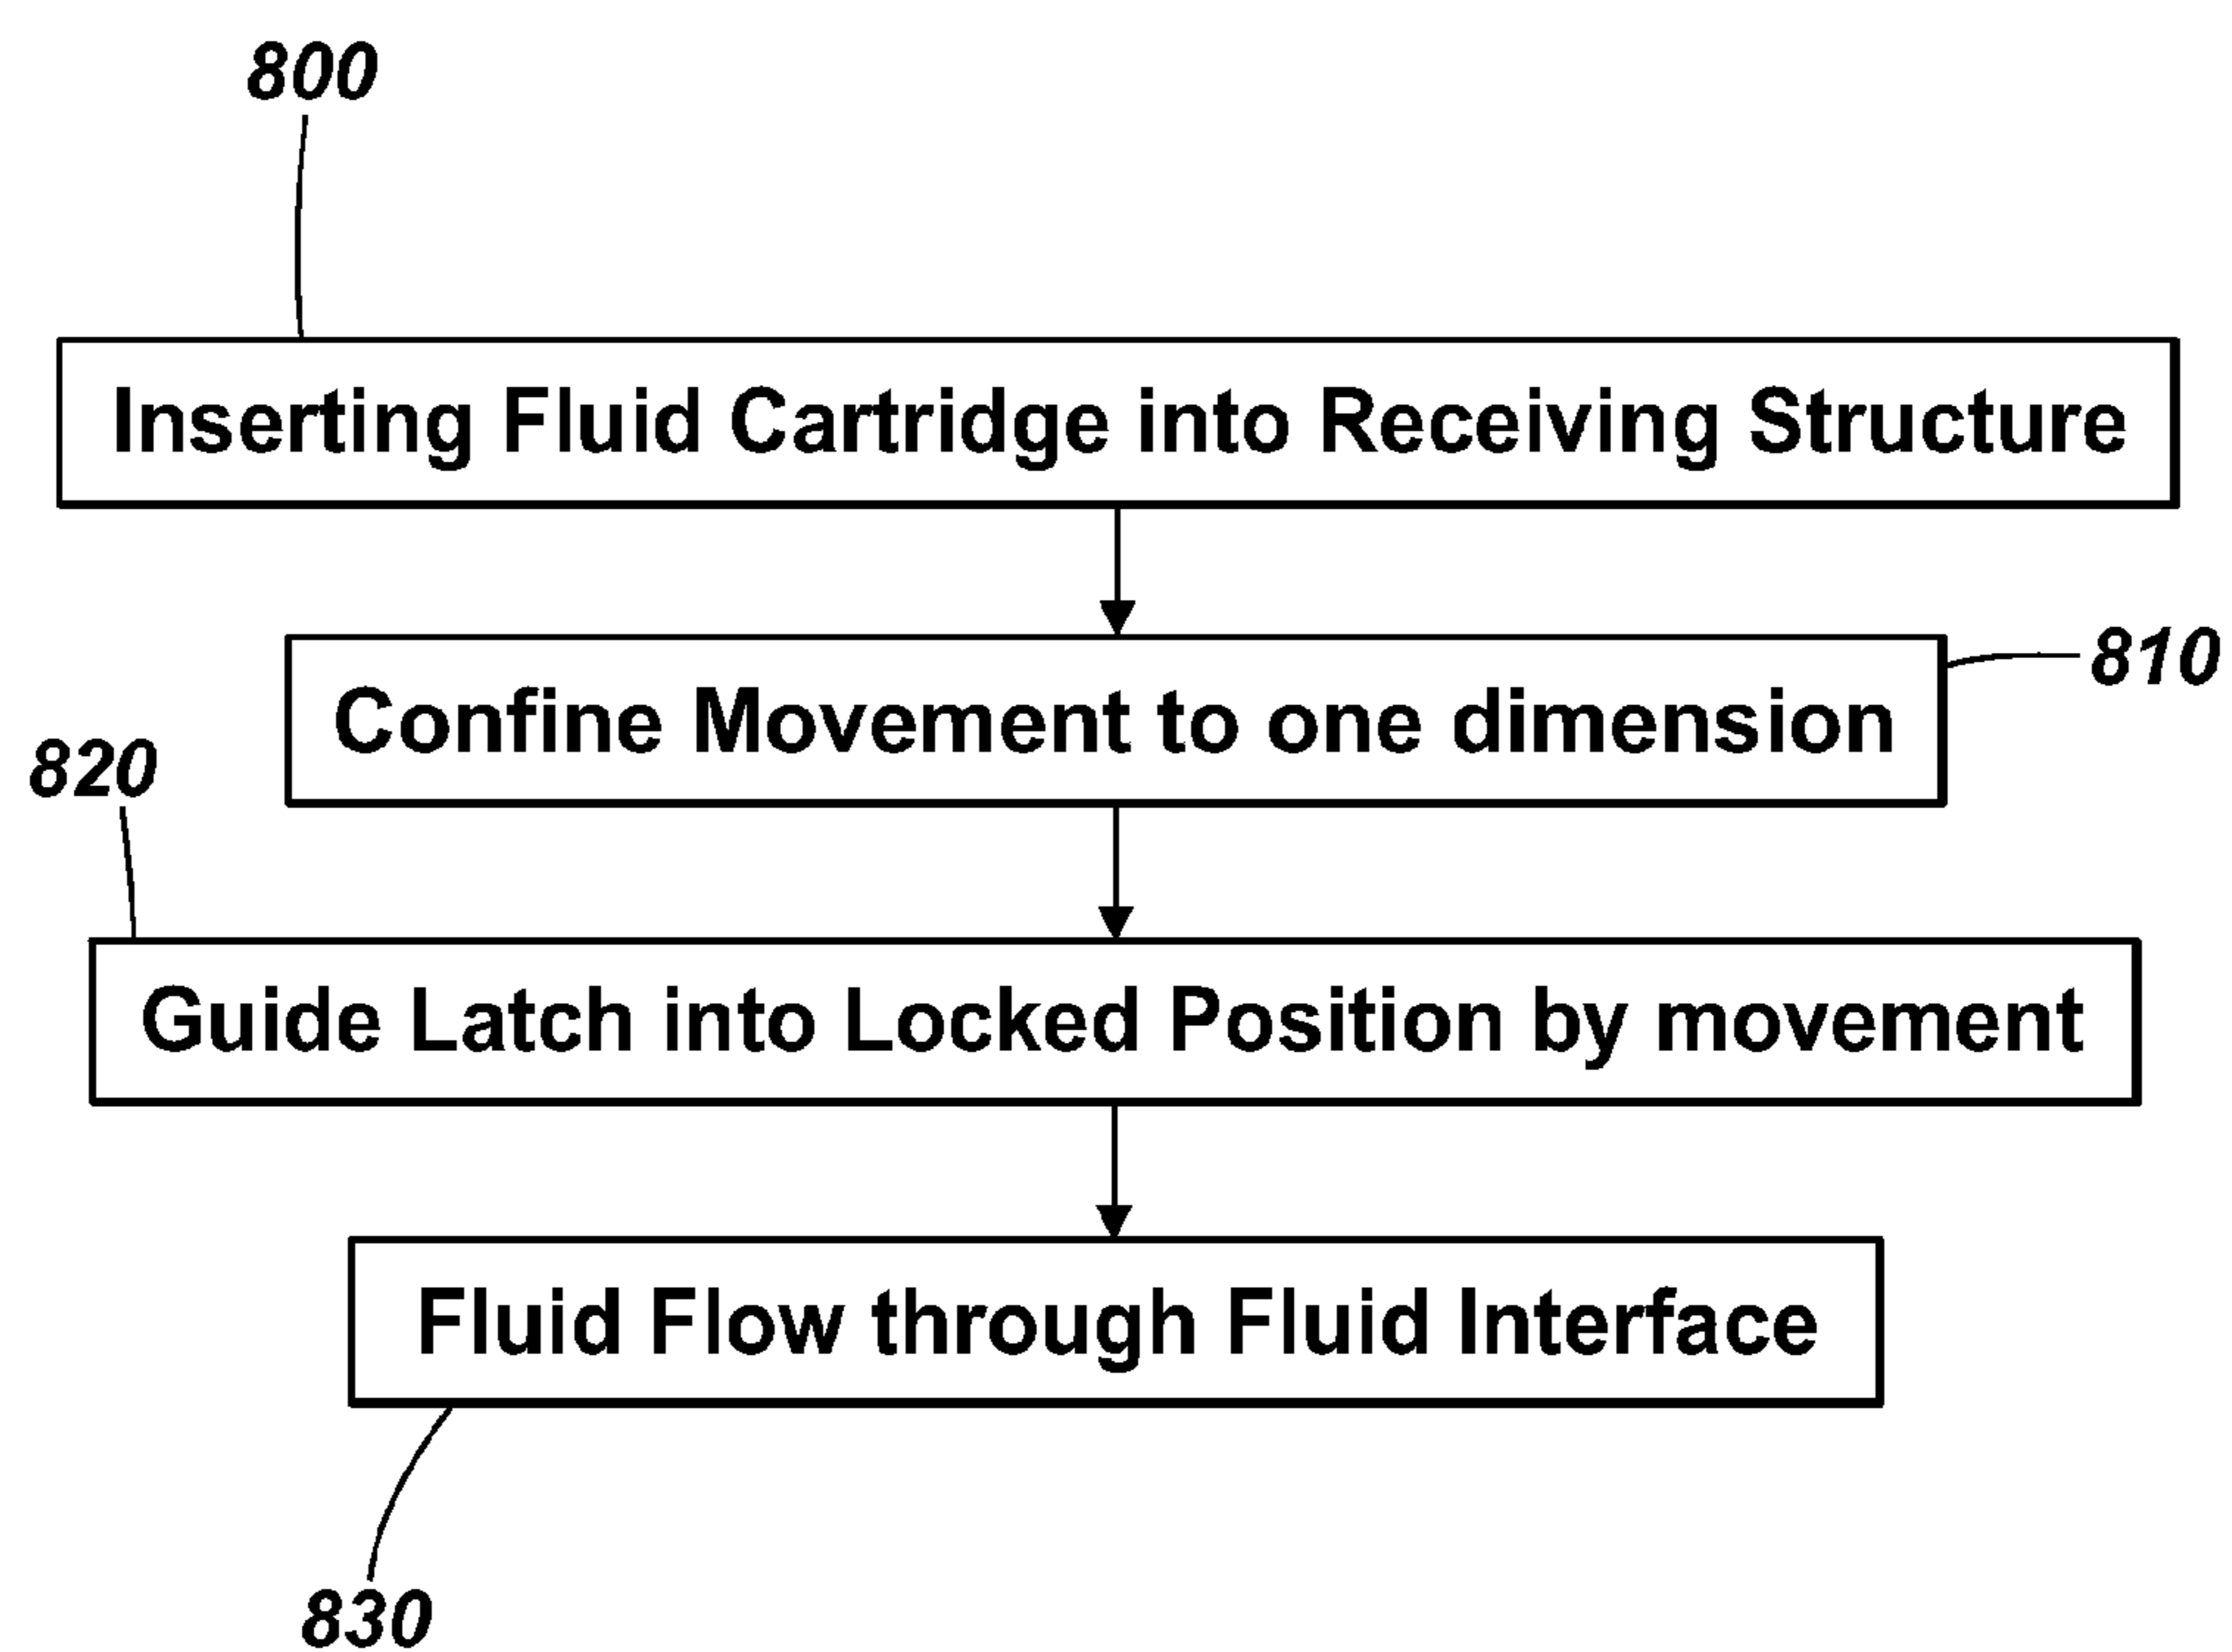 800
Inserting Fluid Cartridge into Receiving Structure
Confine Movement to one dimension
810
820
Guide Latch into Locked Position by movement
Fluid Flow through Fluid Interface
830